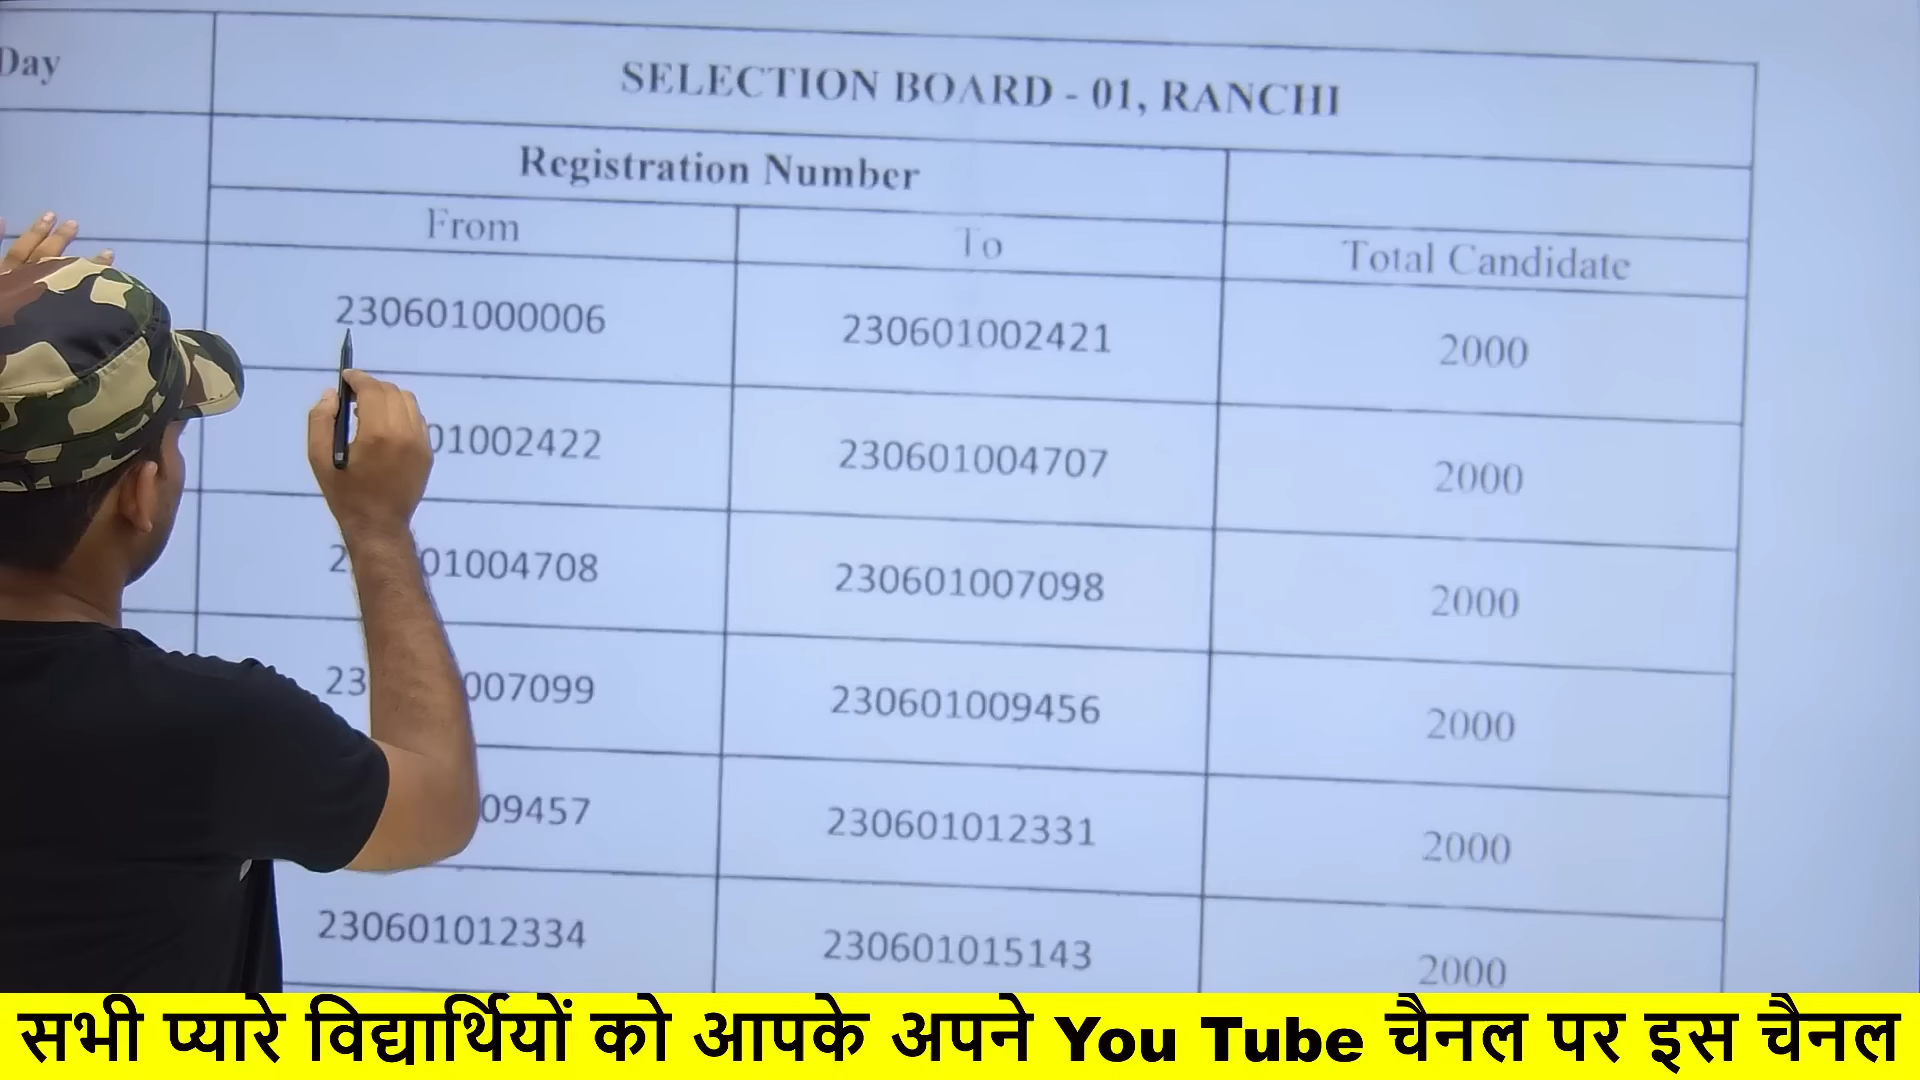 Day
SELECTION BOARD - 01, RANCHI
Registration Number
From To Total Candidate
230601000006 230601002421 2000
01002422 230601004707 2000
2 01004708 230601007098 2000
23 007099 230601009456 2000
09457 230601012331 2000
230601012334 230601015143 2000
सभी प्यारे विद्यार्थियों को आपके अपने You Tube चैनल पर इस चैनल